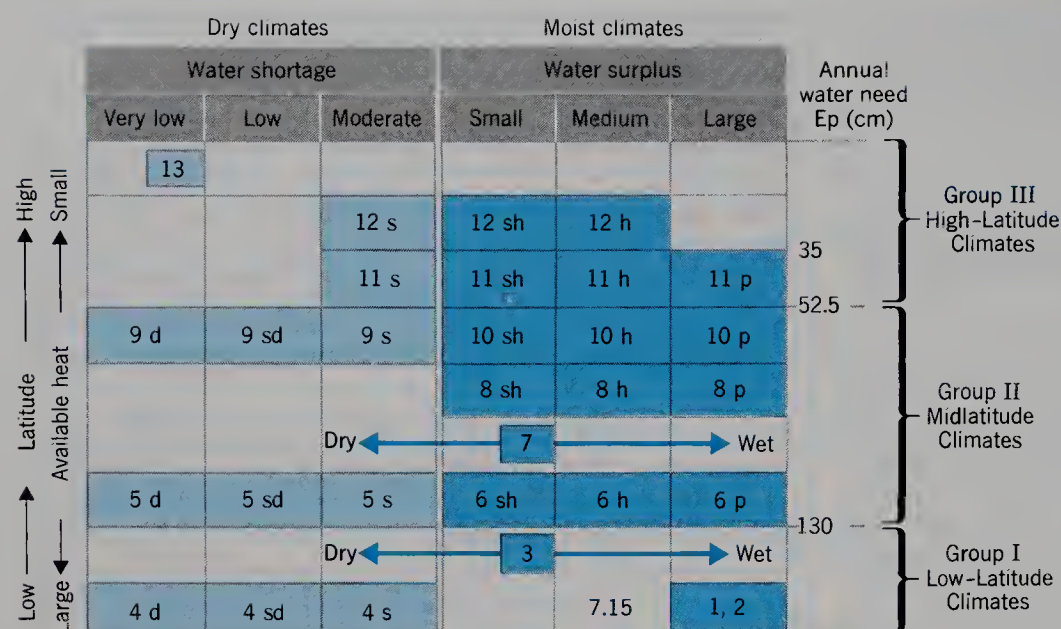 Dry climates Moist climates
Water shortage Water surplus Annual
water need
Very low Low Moderate Small Medium Large Ep (cm)
13
12 s 12 sh 12 h
Group III
High-Latitude
Climates
35
11 s 11 sh 11 h 11 p
52.5
9 d 9 sd 9 s 10 sh 10 h 10 p
8 sh 8 h 8 p
Group II
Midlatitude
Climates
Dry 7 Wet
5 d 5 sd 5 s 6 sh 6 h 6 p
130
Dry 3 Wet
Group I
Low-Latitude
Climates
4 d 4 sd 4 s 7.15 1, 2
Low Latitude High
Large Available heat Small